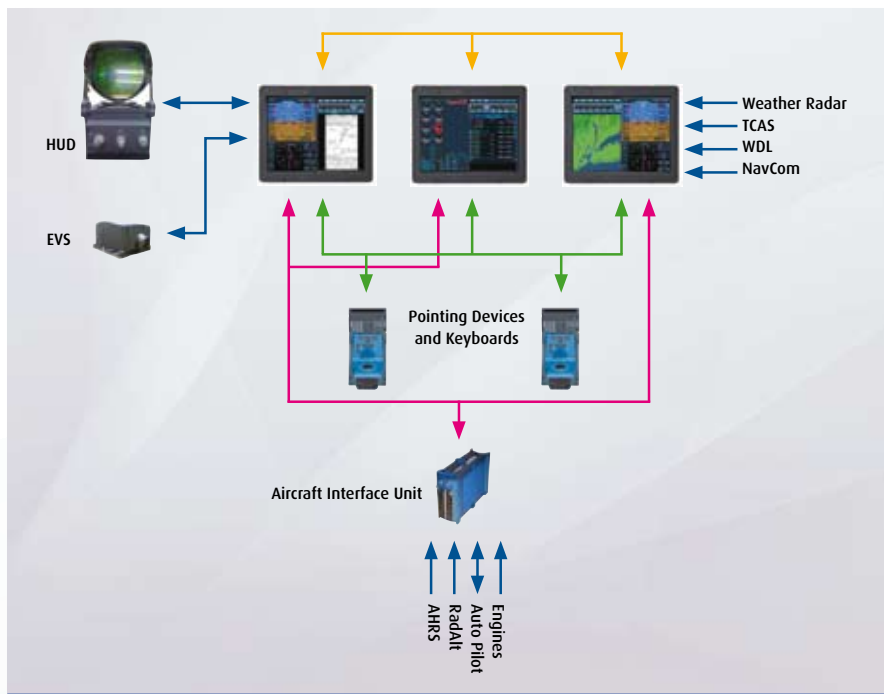 HUD
EVS
Weather Radar
TCAS
WDL
NavCom
Pointing Devices
and Keyboards
Aircraft Interface Unit
AHRS
RadAlt
Auto Pilot
Engines